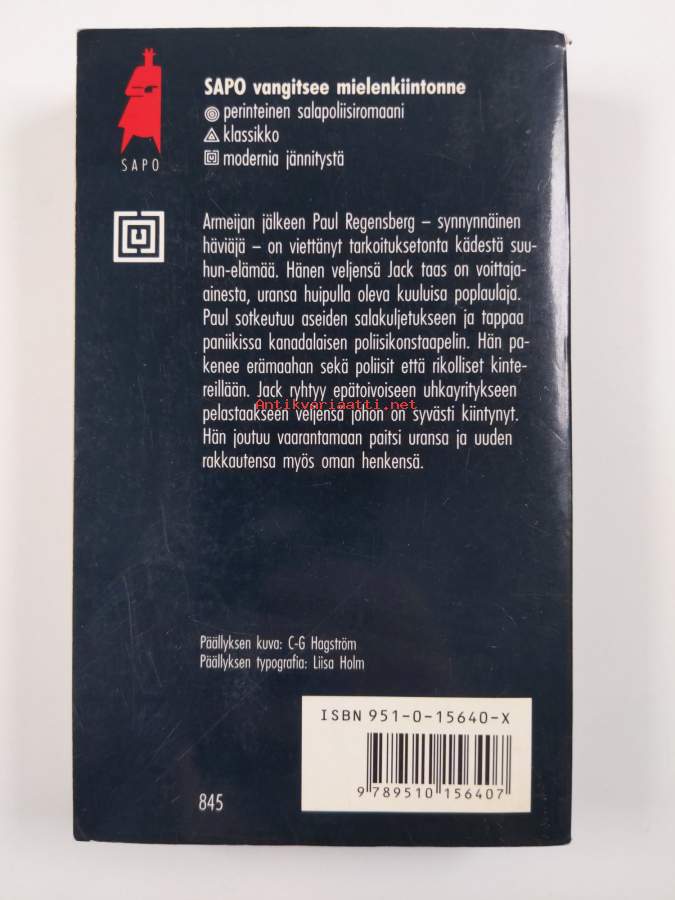 SAPO vangitsee mielenkiintonne
perinteinen salapoliisiromaani
klassikko
modernia jännitystä
SAPO
Armeijan jälkeen Paul Regensberg – synnynnäinen
häviäjä – on viettänyt tarkoituksetonta kädestä suu-
hun-elämää. Hänen veljensä Jack taas on voittaja-
ainesta, uransa huipulla oleva kuuluisa poplaulaja.
Paul sotkeutuu aseiden salakuljetukseen ja tappaa
paniikissa kanadalaisen poliisikonstaapelin. Hän pa-
kenee erämaahan sekä poliisit että rikolliset kinte-
reillään. Jack ryhtyy epätoivoiseen uhkayritykseen
Antikvariaatti.net
pelastaakseen veljensä johon on syvästi kiintynyt.
Hän joutuu vaarantamaan paitsi uransa ja uuden
rakkautensa myös oman henkensä.
Päällyksen kuva: C-G Hagström
Päällyksen typografia: Liisa Holm
ISBN 951-0-15640-X
9 789510 156407
845